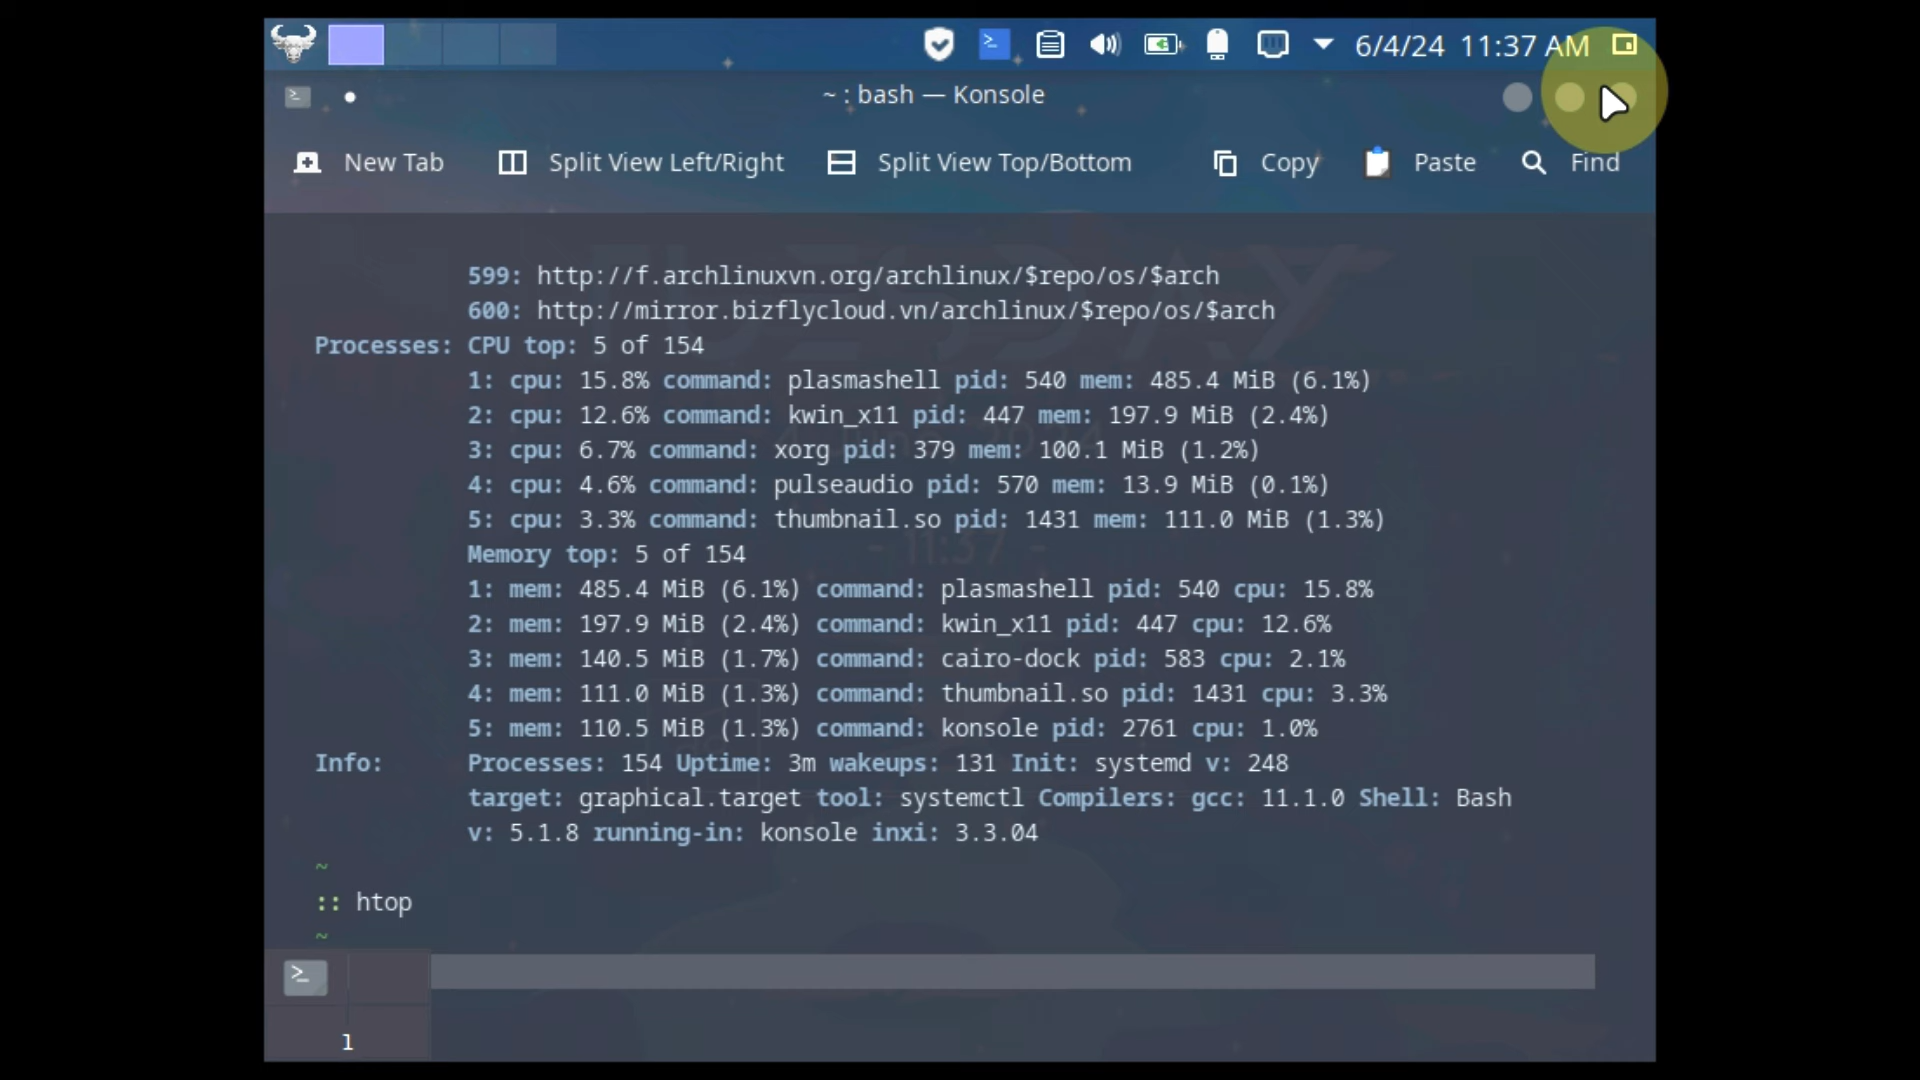 6/4/24 11:37 AM
~ : bash — Konsole
New Tab Split View Left/Right Split View Top/Bottom Copy Paste Find
599: http://f.archlinuxvn.org/archlinux/$repo/os/$arch
600: http://mirror.bizflycloud.vn/archlinux/$repo/os/$arch
Processes: CPU top: 5 of 154
1: cpu: 15.8% command: plasmashell pid: 540 mem: 485.4 MiB (6.1%)
2: cpu: 12.6% command: kwin_x11 pid: 447 mem: 197.9 MiB (2.4%)
3: cpu: 6.7% command: xorg pid: 379 mem: 100.1 MiB (1.2%)
4: cpu: 4.6% command: pulseaudio pid: 570 mem: 13.9 MiB (0.1%)
5: cpu: 3.3% command: thumbnail.so pid: 1431 mem: 111.0 MiB (1.3%)
Memory top: 5 of 154
1: mem: 485.4 MiB (6.1%) command: plasmashell pid: 540 cpu: 15.8%
2: mem: 197.9 MiB (2.4%) command: kwin_x11 pid: 447 cpu: 12.6%
3: mem: 140.5 MiB (1.7%) command: cairo-dock pid: 583 cpu: 2.1%
4: mem: 111.0 MiB (1.3%) command: thumbnail.so pid: 1431 cpu: 3.3%
5: mem: 110.5 MiB (1.3%) command: konsole pid: 2761 cpu: 1.0%
Info: Processes: 154 Uptime: 3m wakeups: 131 Init: systemd v: 248
target: graphical.target tool: systemctl Compilers: gcc: 11.1.0 Shell: Bash
v: 5.1.8 running-in: konsole inxi: 3.3.04
~
:: htop
~
1